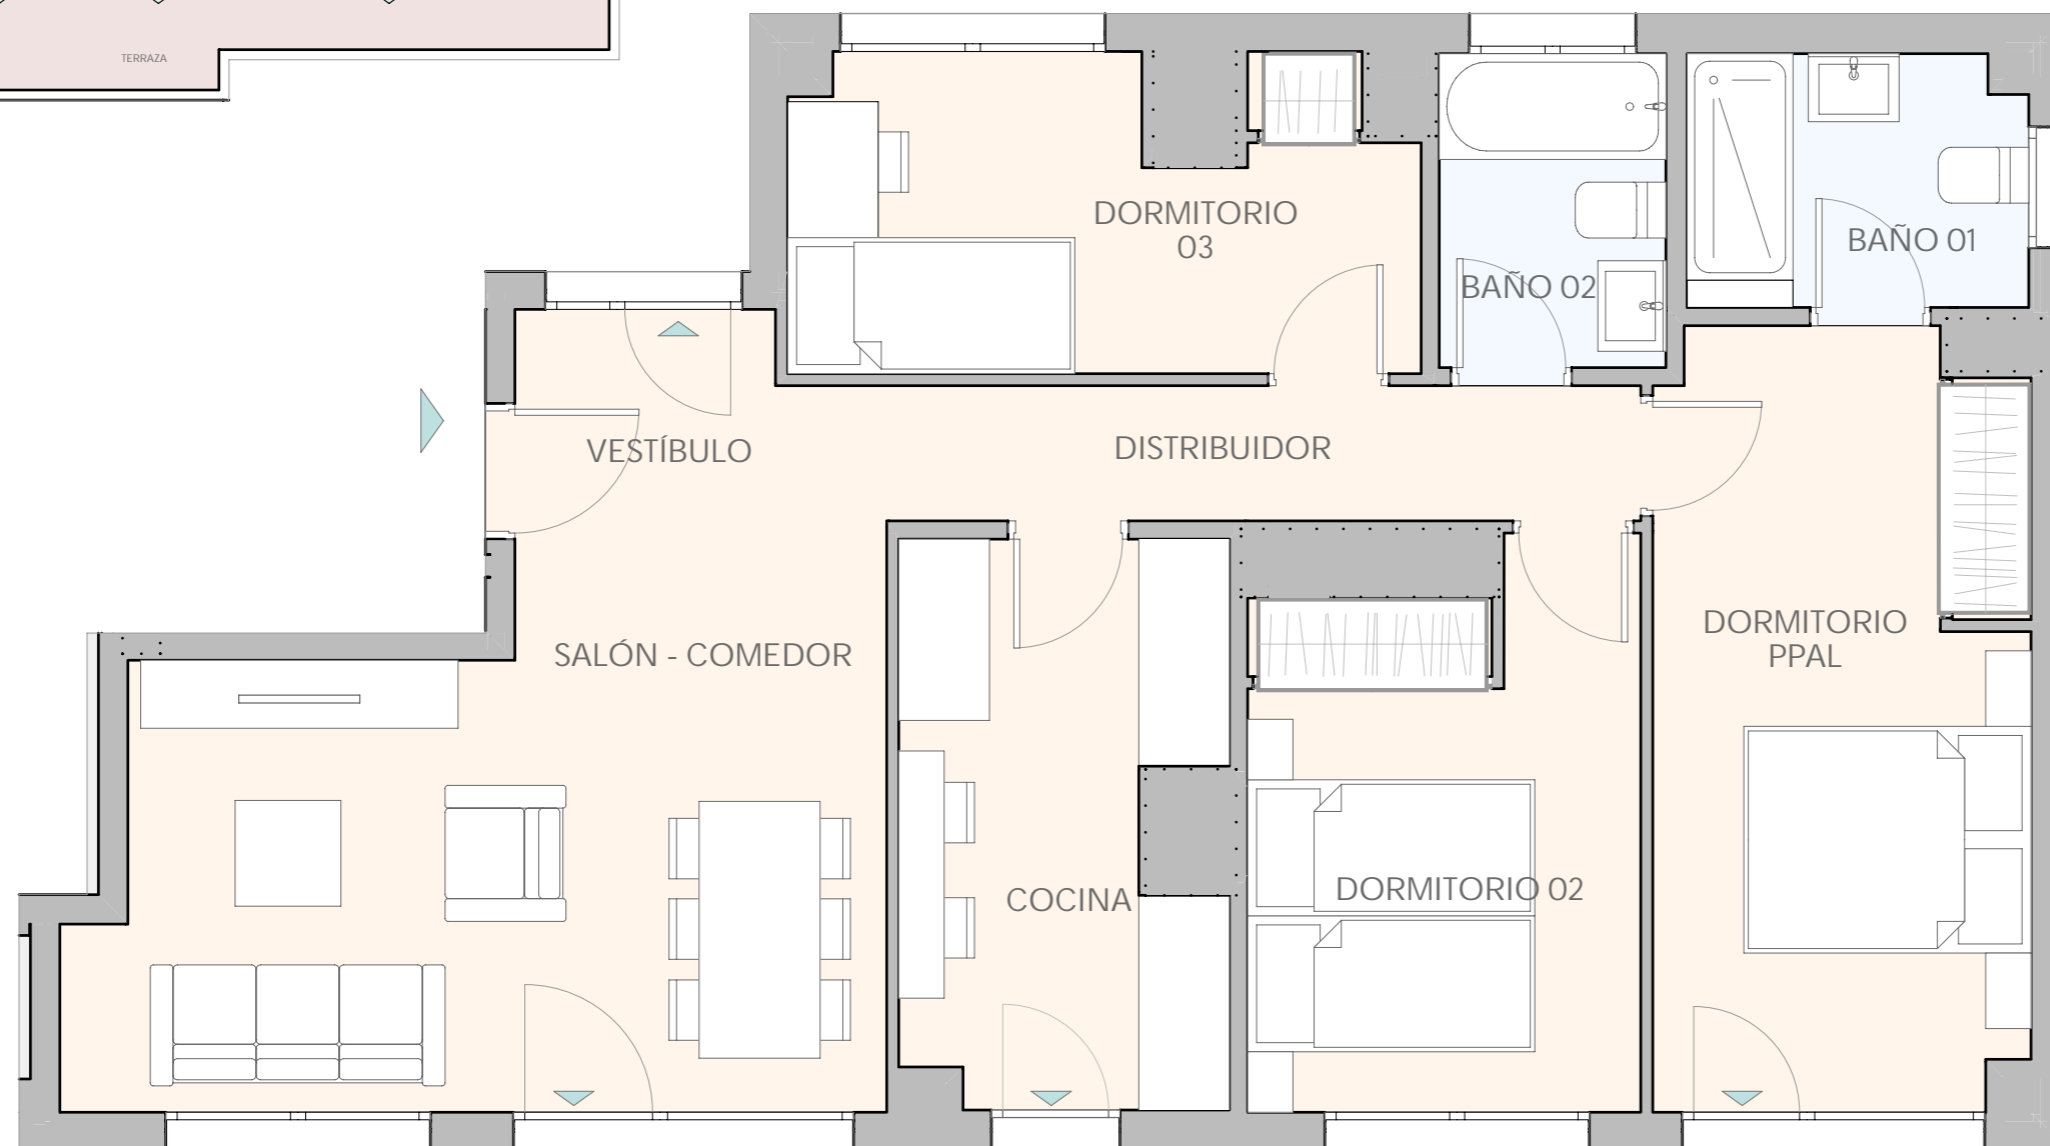 TERRAZA
DORMITORIO
03
BAÑO 02
BAÑO 01
VESTÍBULO
DISTRIBUIDOR
SALÓN - COMEDOR
DORMITORIO
PPAL
COCINA
DORMITORIO 02